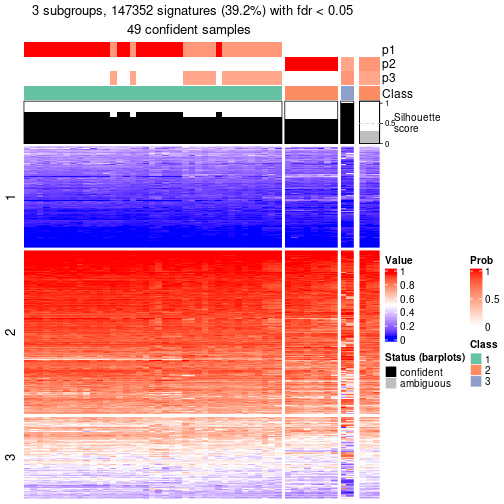 3 subgroups, 147352 signatures (39.2%) with fdr < 0.05
49 confident samples
p1
p2
p3
Class
1
0.5
0
Silhouette
score
1
2
3
Value
1
0.8
0.6
0.4
0.2
0
Prob
1
0.5
0
Status (barplots)
confident
ambiguous
Class
1
2
3